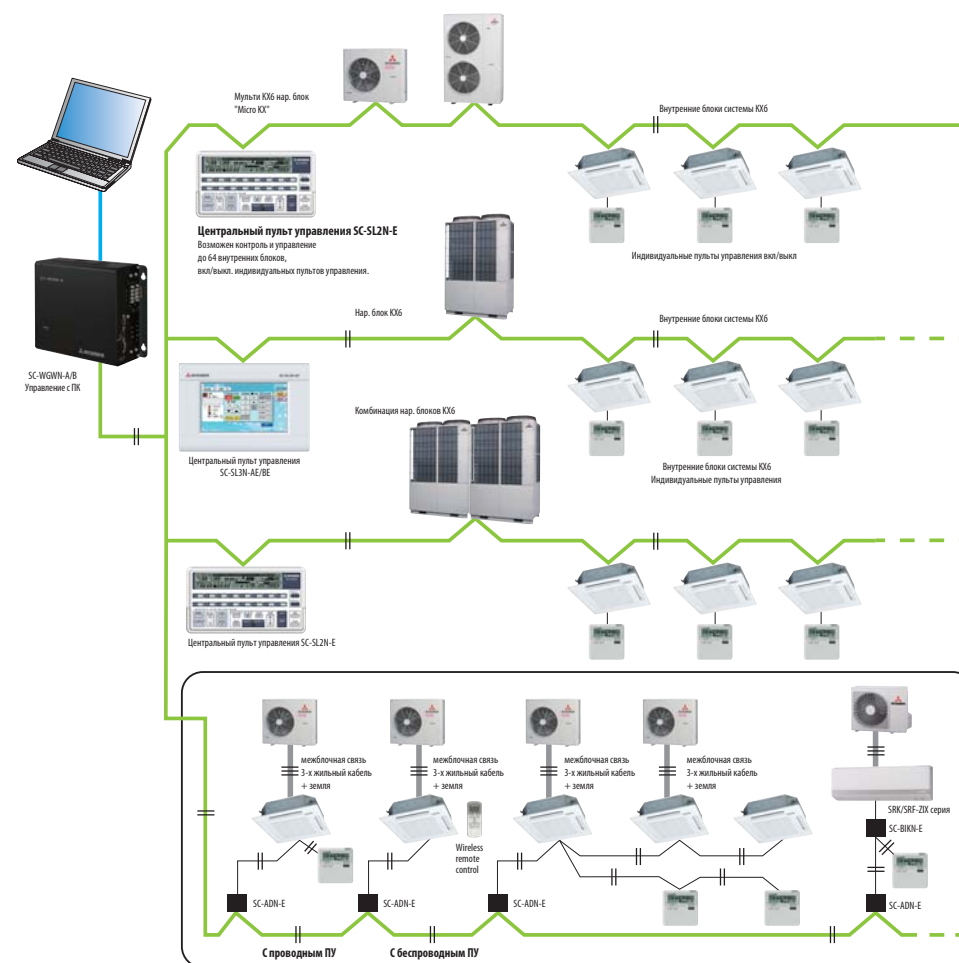 Мульти KX6 нар. блок
"Micro KX"
Внутренние блоки системы KX6
Центральный пульт управления SC-SL2N-E
Возможен контроль и управление
до 64 внутренних блоков,
вкл/выкл. индивидуальных пультов управления.
Индивидуальные пульты управления вкл/выкл
Нар. блок KX6
Внутренние блоки системы KX6
SC-WGWN-A/B
Управление с ПК
Комбинация нар. блоков KX6
Центральный пульт управления
SC-SL3N-AE/BE
Внутренние блоки системы KX6
Индивидуальные пульты управления
Центральный пульт управления SC-SL2N-E
межблочная связь
3-х жильный кабель
+ земля
межблочная связь
3-х жильный кабель
+ земля
межблочная связь
3-х жильный кабель
+ земля
межблочная связь
3-х жильный кабель
+ земля
SRK/SRF-ZIX серия
SC-BIKN-E
Wireless
remote
control
SC-ADN-E
SC-ADN-E
SC-ADN-E
SC-ADN-E
С проводным ПУ
С беспроводным ПУ